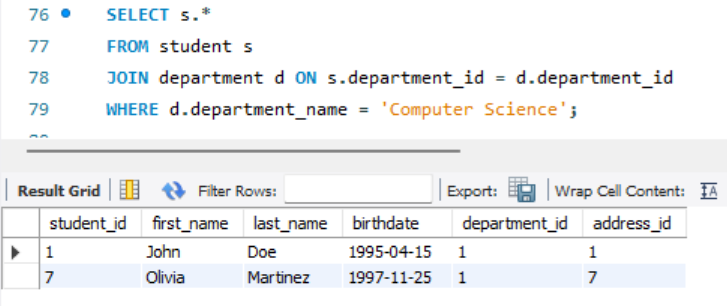 76 SELECT s.*
77 FROM student s
78 JOIN department d ON s.department_id = d.department_id
79 WHERE d.department_name = 'Computer Science';
Result Grid Filter Rows: Export: Wrap Cell Content: IA
student_id first_name last_name birthdate department_id address_id
1 John Doe 1995-04-15 1 1
7 Olivia Martinez 1997-11-25 1 7